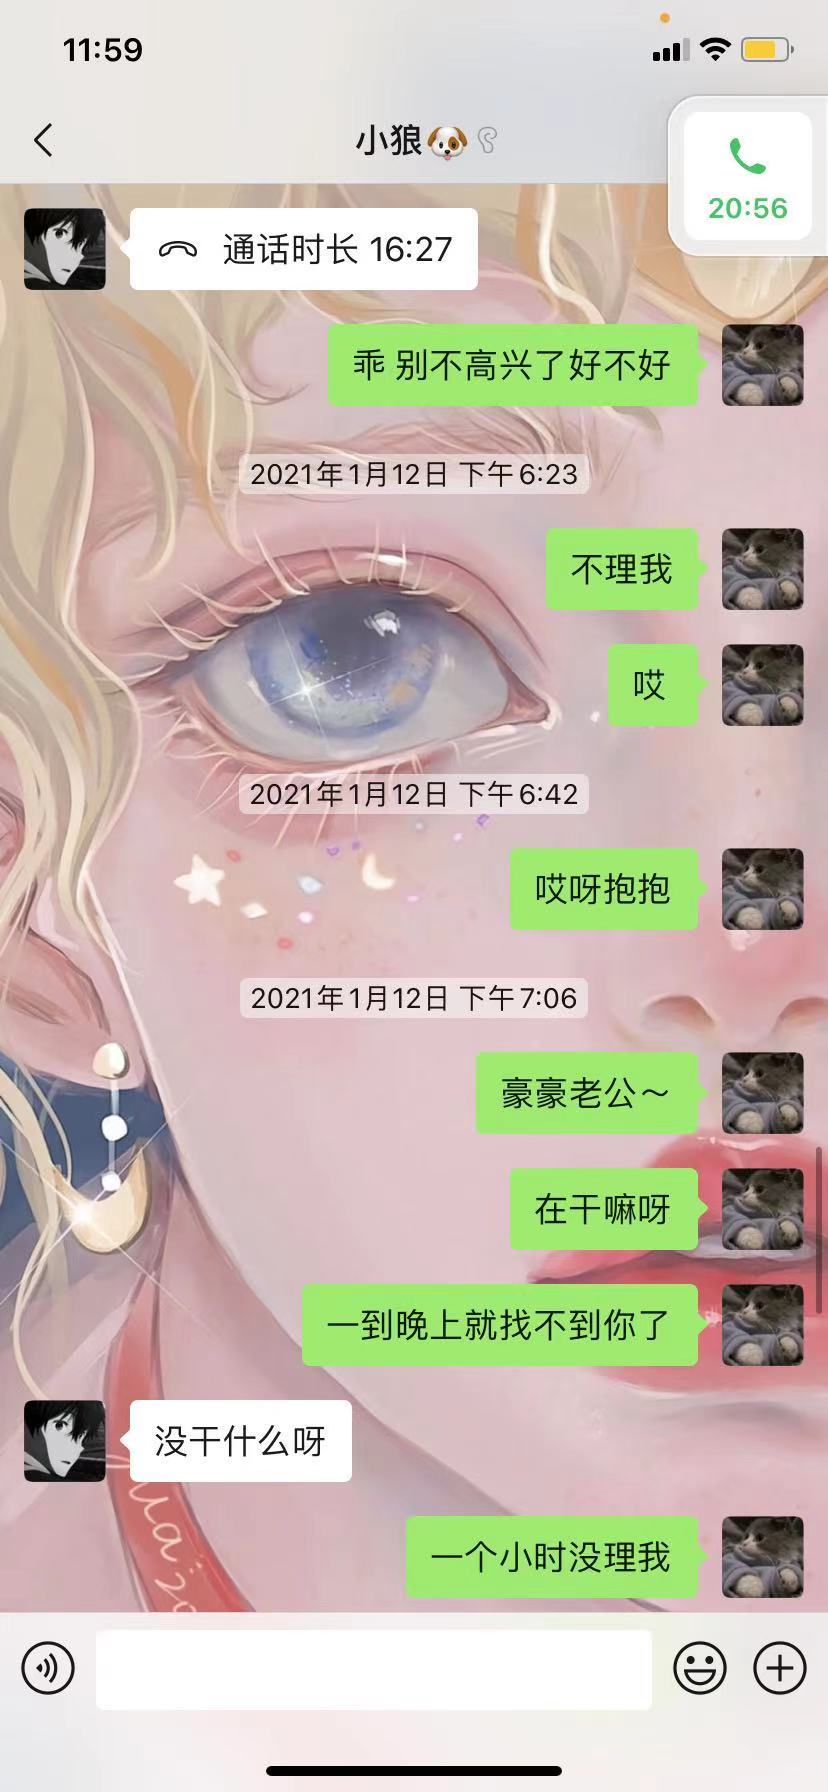 11:59
小狼
20:56
通话时长 16:27
乖 别不高兴了好不好
2021年1月12日 下午6:23
不理我
哎
2021年1月12日 下午6:42
哎呀抱抱
2021年1月12日 下午7:06
豪豪老公～
在干嘛呀
一到晚上就找不到你了
没干什么呀
一个小时没理我